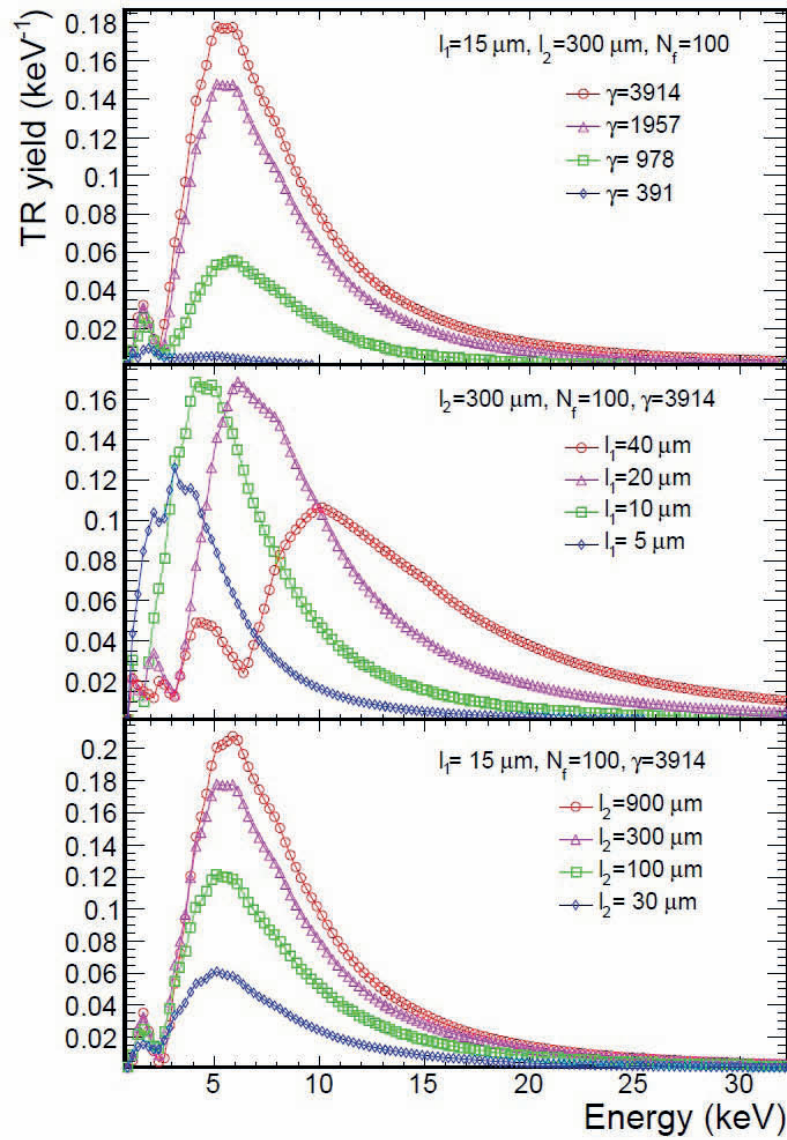 TR yield (keV⁻¹)
0.18
0.16
0.14
0.12
0.1
0.08
0.06
0.04
0.02
l₁=15 μm, l₂=300 μm, N_f=100
γ=3914
γ=1957
γ= 978
γ= 391
0.16
0.14
0.12
0.1
0.08
0.06
0.04
0.02
l₂=300 μm, N_f=100, γ=3914
l₁=40 μm
l₁=20 μm
l₁=10 μm
l₁= 5 μm
0.2
0.18
0.16
0.14
0.12
0.1
0.08
0.06
0.04
0.02
l₁= 15 μm, N_f=100, γ=3914
l₂=900 μm
l₂=300 μm
l₂=100 μm
l₂= 30 μm
5 10 15 20 25 30
Energy (keV)